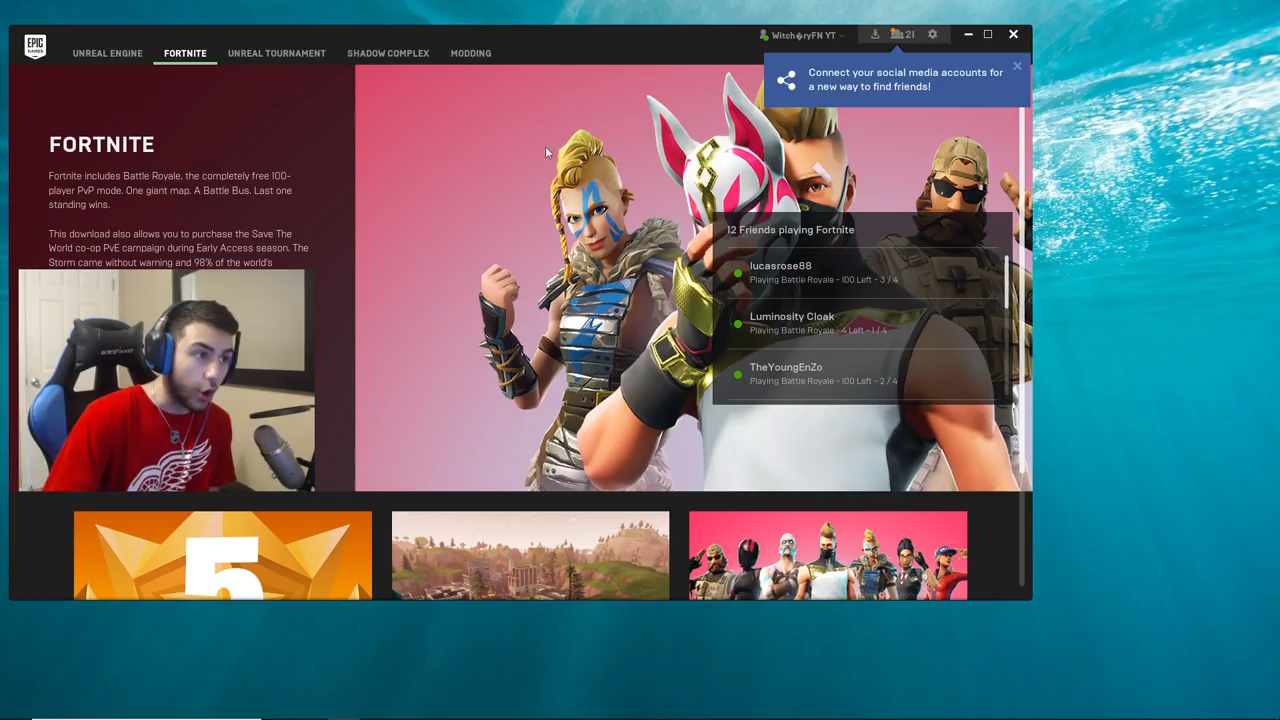 EPIC
GAMES
UNREAL ENGINE
FORTNITE
UNREAL TOURNAMENT
SHADOW COMPLEX
MODDING
Witch�ryFN YT
21
Connect your social media accounts for
a new way to find friends!
FORTNITE
Fortnite includes Battle Royale, the completely free 100-
player PvP mode. One giant map. A Battle Bus. Last one
standing wins.
This download also allows you to purchase the Save The
World co-op PvE campaign during Early Access season. The
Storm came without warning and 98% of the world's
12 Friends playing Fortnite
lucasrose88
Playing Battle Royale - 100 Left - 3 / 4
Luminosity Cloak
Playing Battle Royale - 4 Left - 1 / 4
TheYoungEnZo
Playing Battle Royale - 100 Left - 2 / 4
5